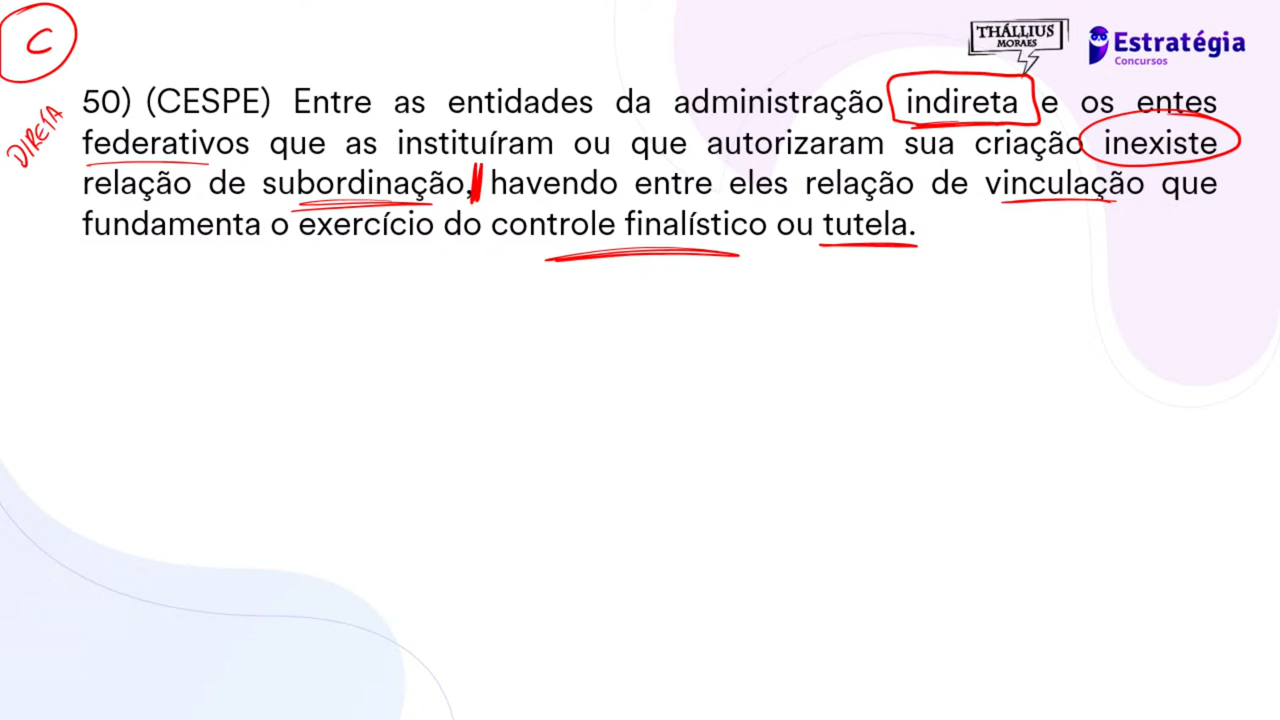 C
THÁLLIUS
MORAES
Estratégia
Concursos
DIRETA
50) (CESPE) Entre as entidades da administração indireta e os entes
federativos que as instituíram ou que autorizaram sua criação inexiste
relação de subordinação, havendo entre eles relação de vinculação que
fundamenta o exercício do controle finalístico ou tutela.